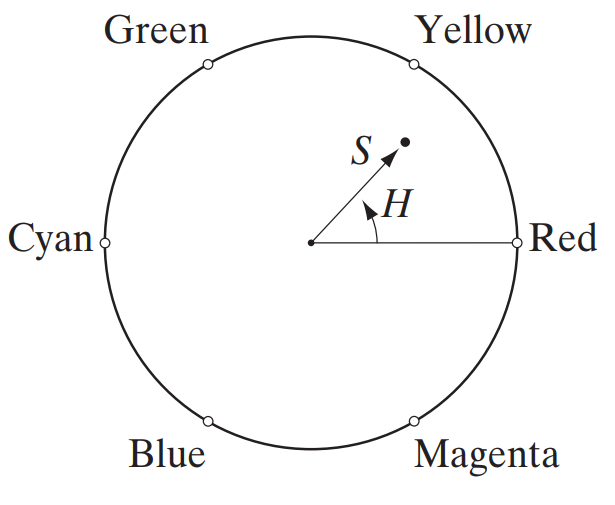 Green
Yellow
S
H
Cyan
Red
Blue
Magenta